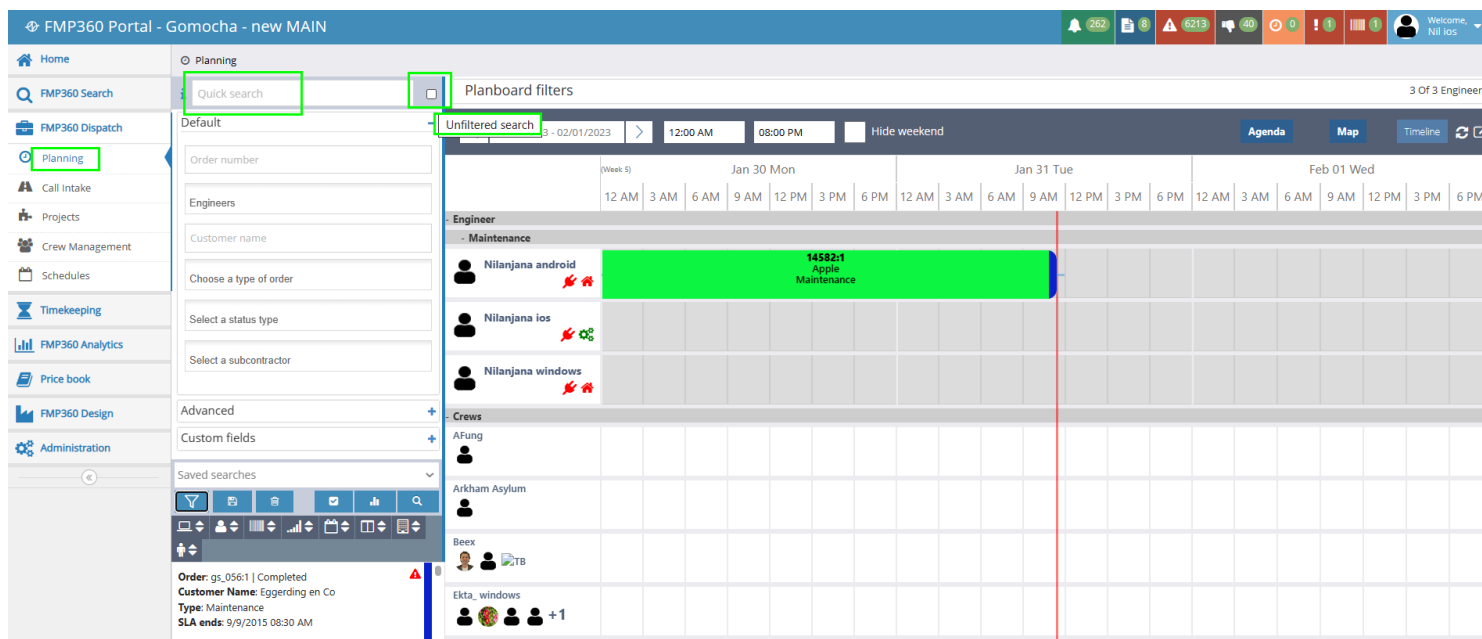 FMP360 Portal - Gomocha - new MAIN
262
8
6213
40
0
1
1
Welcome,
Nil ios
Home
FMP360 Search
FMP360 Dispatch
Planning
Call Intake
Projects
Crew Management
Schedules
Timekeeping
FMP360 Analytics
Price book
FMP360 Design
Administration
Planning
Quick search
Default
Unfiltered search
Order number
Engineers
Customer name
Choose a type of order
Select a status type
Select a subcontractor
Advanced
Custom fields
Saved searches
Order: gs_056:1 | Completed
Customer Name: Eggerding en Co
Type: Maintenance
SLA ends: 9/9/2015 08:30 AM
Planboard filters
3 Of 3 Engineer
3 - 02/01/2023
12:00 AM
08:00 PM
Hide weekend
Agenda
Map
Timeline
(Week 5)
Jan 30 Mon
Jan 31 Tue
Feb 01 Wed
12 AM 3 AM 6 AM 9 AM 12 PM 3 PM 6 PM 12 AM 3 AM 6 AM 9 AM 12 PM 3 PM 6 PM 12 AM 3 AM 6 AM 9 AM 12 PM 3 PM 6 PM
- Engineer
- Maintenance
Nilanjana android
14582:1
Apple
Maintenance
Nilanjana ios
Nilanjana windows
- Crews
AFung
Arkham Asylum
Beex
TB
Ekta_ windows
+1